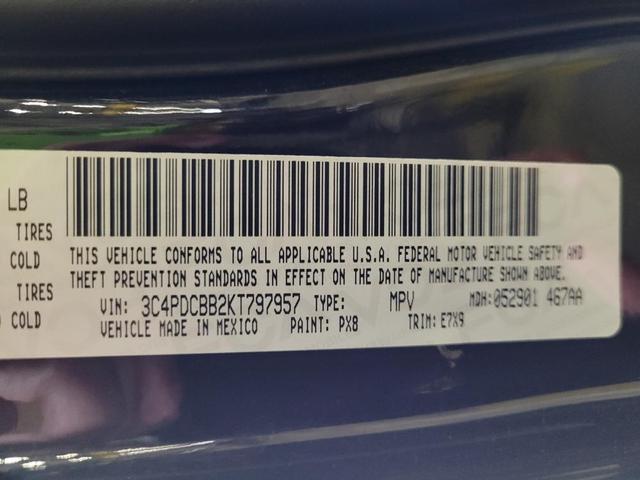 LB
TIRES
COLD
TIRES
COLD
THIS VEHICLE CONFORMS TO ALL APPLICABLE U.S.A. FEDERAL MOTOR VEHICLE SAFETY AND
THEFT PREVENTION STANDARDS IN EFFECT ON THE DATE OF MANUFACTURE SHOWN ABOVE.
VIN: 3C4PDCBB2KT797957 TYPE: MPV MDH: 052901 467AA
VEHICLE MADE IN MEXICO PAINT: PX8 TRIM: E7X9